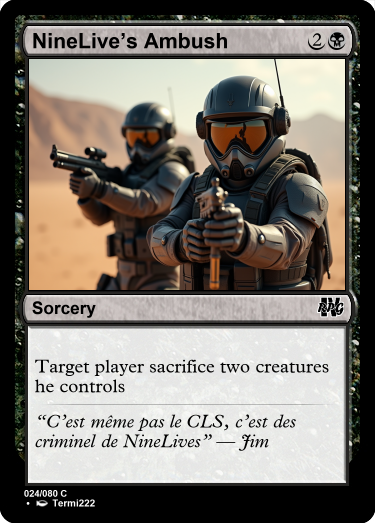 NineLive's Ambush 2
Sorcery
RPG
Target player sacrifice two creatures
he controls
“C'est même pas le CLS, c'est des
criminel de NineLives” — Jim
024/080 C
• Termi222